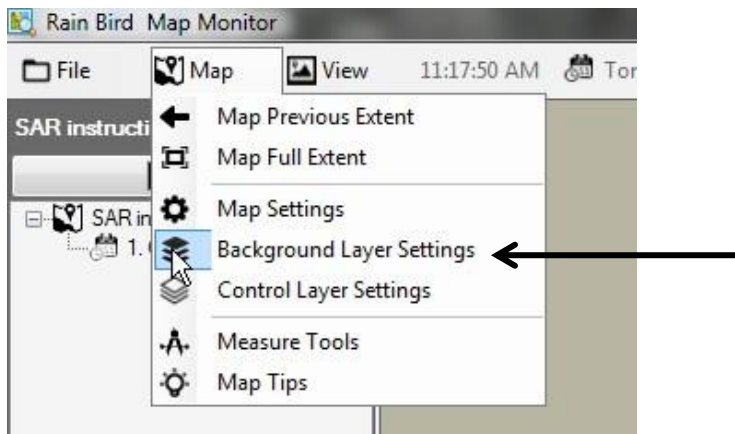 Rain Bird Map Monitor
File Map View 11:17:50 AM Tor
SAR instructi
Map Previous Extent
Map Full Extent
Map Settings
SAR in
Background Layer Settings
1.
Control Layer Settings
Measure Tools
Map Tips